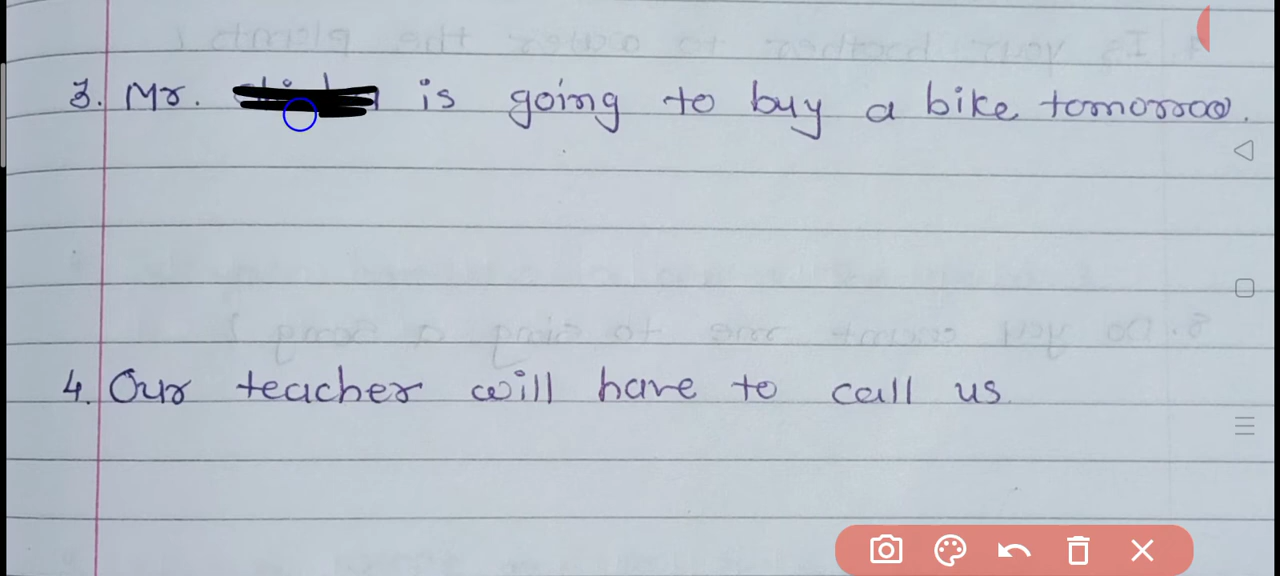 3. Mr. is going to buy a bike tomorrow.
4. Our teacher will have to call us